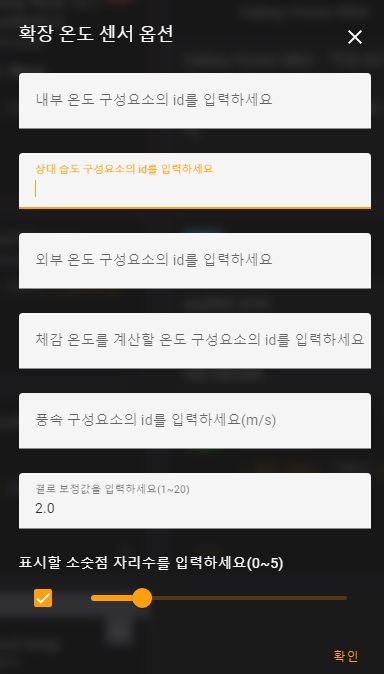 확장 온도 센서 옵션
내부 온도 구성요소의 id를 입력하세요
상대 습도 구성요소의 id를 입력하세요
외부 온도 구성요소의 id를 입력하세요
체감 온도를 계산할 온도 구성요소의 id를 입력하세요
풍속 구성요소의 id를 입력하세요(m/s)
결로 보정값을 입력하세요(1~20)
2.0
표시할 소숫점 자리수를 입력하세요(0~5)
확인